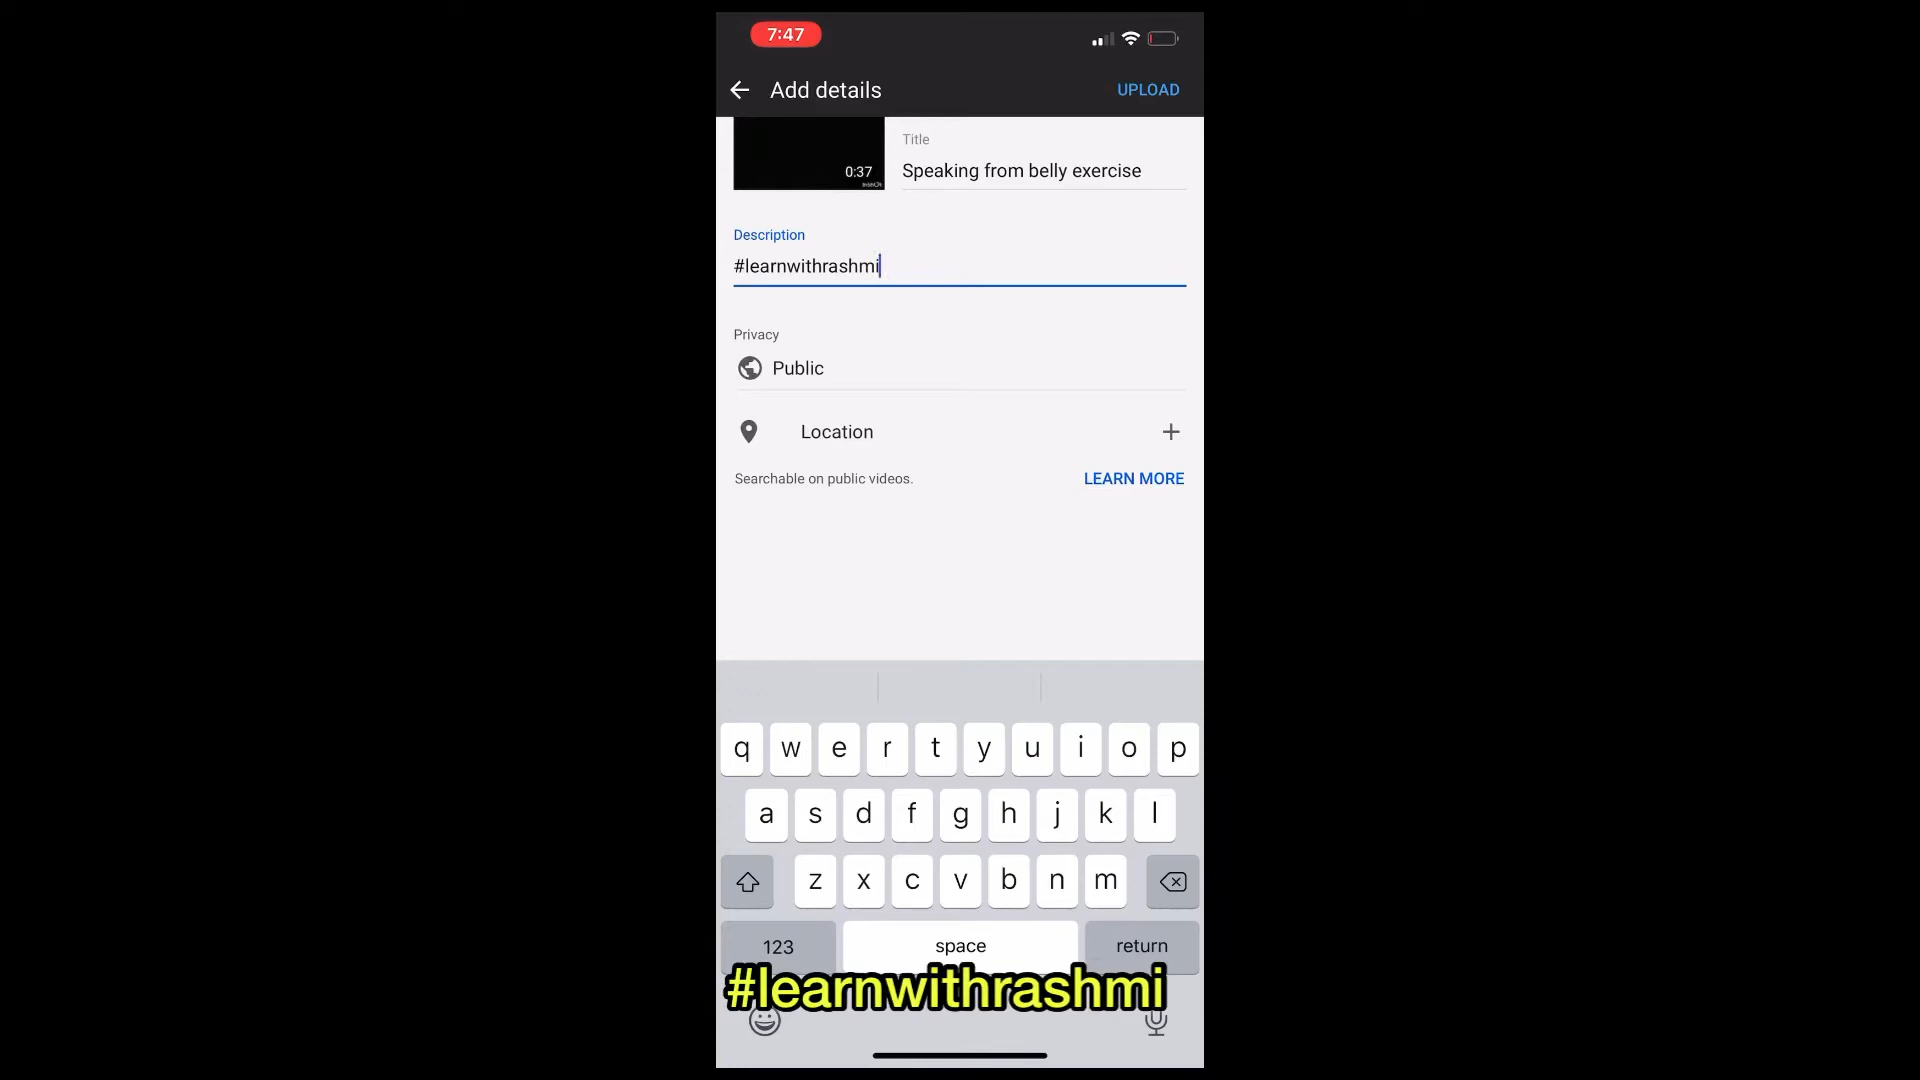 7:47
Add details
UPLOAD
Title
0:37
Speaking from belly exercise
Description
#learnwithrashmi
Privacy
Public
Location
Searchable on public videos.
LEARN MORE
q w e r t y u i o p
a s d f g h j k l
z x c v b n m
123 space return
#learnwithrashmi